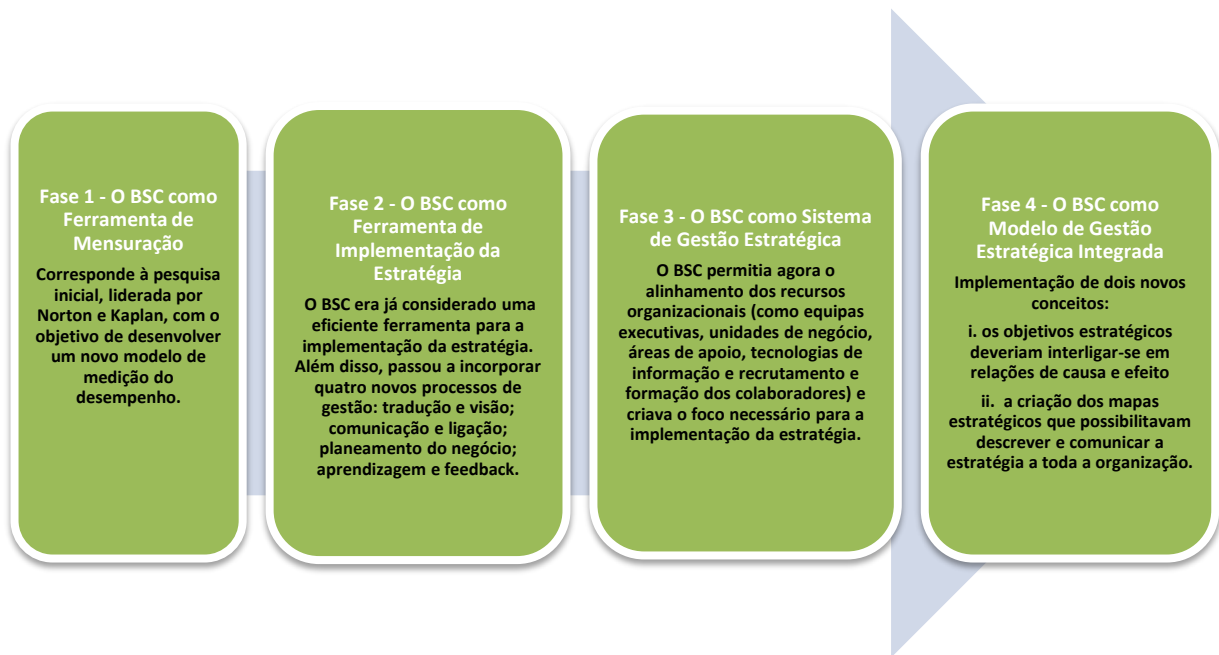 Fase 1 - O BSC como
Ferramenta de
Mensuração
Corresponde à pesquisa
inicial, liderada por
Norton e Kaplan, com o
objetivo de desenvolver
um novo modelo de
medição do
desempenho.
Fase 2 - O BSC como
Ferramenta de
Implementação da
Estratégia
O BSC era já considerado uma
eficiente ferramenta para a
implementação da estratégia.
Além disso, passou a incorporar
quatro novos processos de
gestão: tradução e visão;
comunicação e ligação;
planeamento do negócio;
aprendizagem e feedback.
Fase 3 - O BSC como Sistema
de Gestão Estratégica
O BSC permitia agora o
alinhamento dos recursos
organizacionais (como equipas
executivas, unidades de negócio,
áreas de apoio, tecnologias de
informação e recrutamento e
formação dos colaboradores) e
criava o foco necessário para a
implementação da estratégia.
Fase 4 - O BSC como
Modelo de Gestão
Estratégica Integrada
Implementação de dois novos
conceitos:
i. os objetivos estratégicos
deveriam interligar-se em
relações de causa e efeito
ii. a criação dos mapas
estratégicos que possibilitavam
descrever e comunicar a
estratégia a toda a organização.